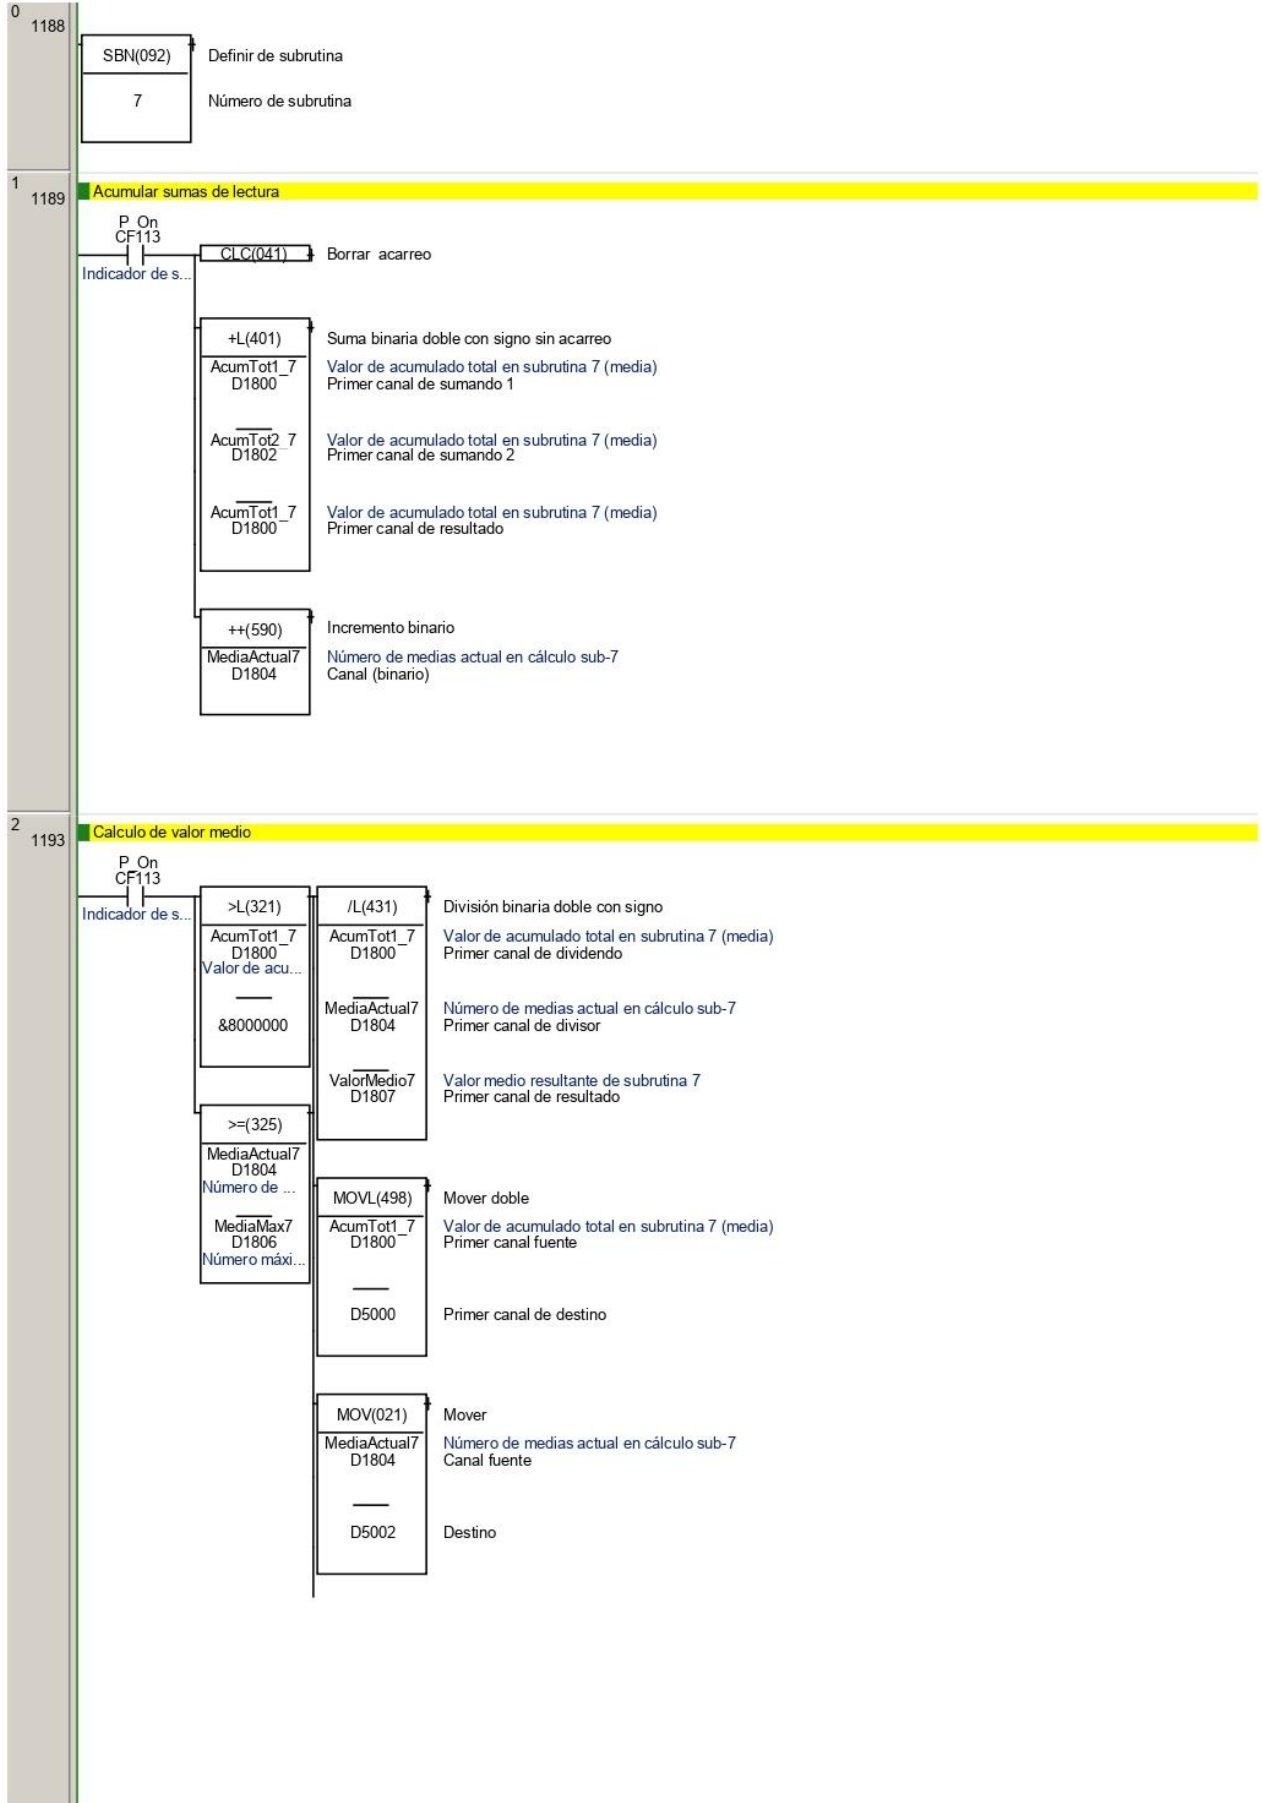 0
1188
SBN(092) Definir de subrutina
7 Número de subrutina
1
1189
Acumular sumas de lectura
P_On
CF113
Indicador de s...
CLC(041) Borrar acarreo
+L(401) Suma binaria doble con signo sin acarreo
AcumTot1_7 Valor de acumulado total en subrutina 7 (media)
D1800 Primer canal de sumando 1
AcumTot2_7 Valor de acumulado total en subrutina 7 (media)
D1802 Primer canal de sumando 2
AcumTot1_7 Valor de acumulado total en subrutina 7 (media)
D1800 Primer canal de resultado
++(590) Incremento binario
MediaActual7 Número de medias actual en cálculo sub-7
D1804 Canal (binario)
2
1193
Calculo de valor medio
P_On
CF113
Indicador de s...
>L(321)
AcumTot1_7
D1800
Valor de acu...
&8000000
>=(325)
MediaActual7
D1804
Número de ...
MediaMax7
D1806
Número máxi...
/L(431) División binaria doble con signo
AcumTot1_7 Valor de acumulado total en subrutina 7 (media)
D1800 Primer canal de dividendo
MediaActual7 Número de medias actual en cálculo sub-7
D1804 Primer canal de divisor
ValorMedio7 Valor medio resultante de subrutina 7
D1807 Primer canal de resultado
MOVL(498) Mover doble
AcumTot1_7 Valor de acumulado total en subrutina 7 (media)
D1800 Primer canal fuente
D5000 Primer canal de destino
MOV(021) Mover
MediaActual7 Número de medias actual en cálculo sub-7
D1804 Canal fuente
D5002 Destino